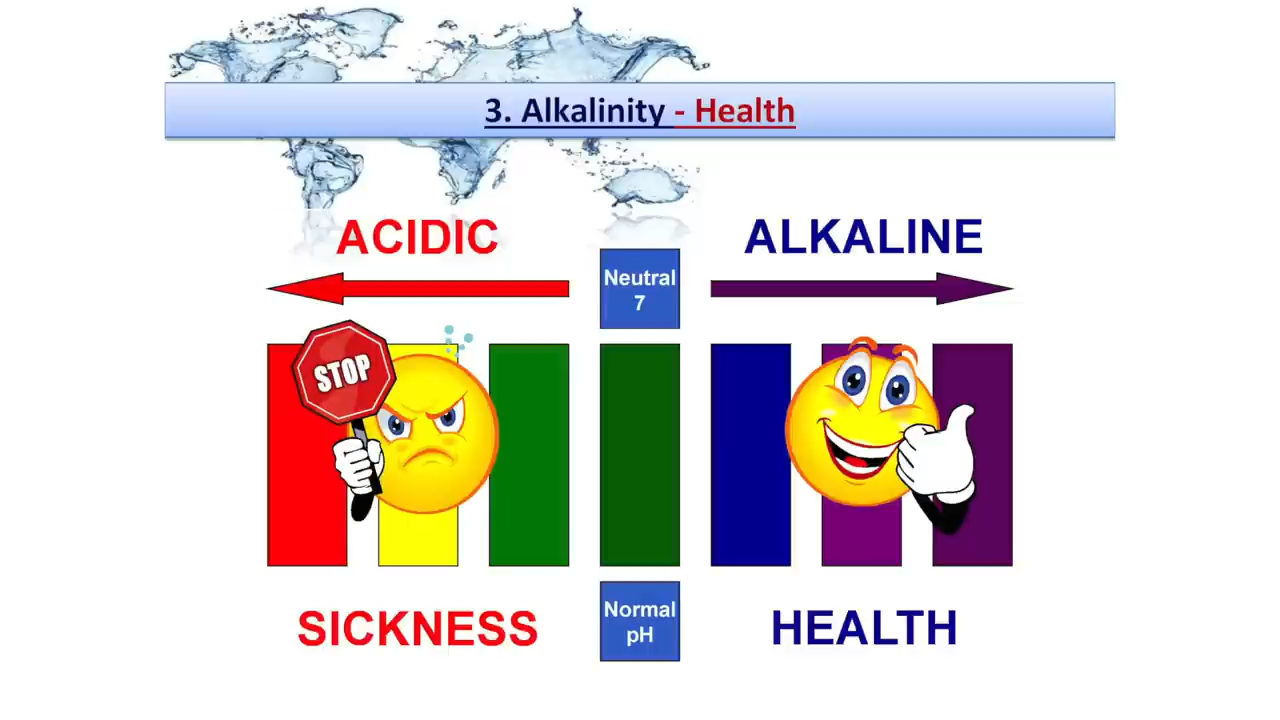 3. Alkalinity - Health
ACIDIC
ALKALINE
Neutral
7
STOP
Normal
pH
SICKNESS
HEALTH